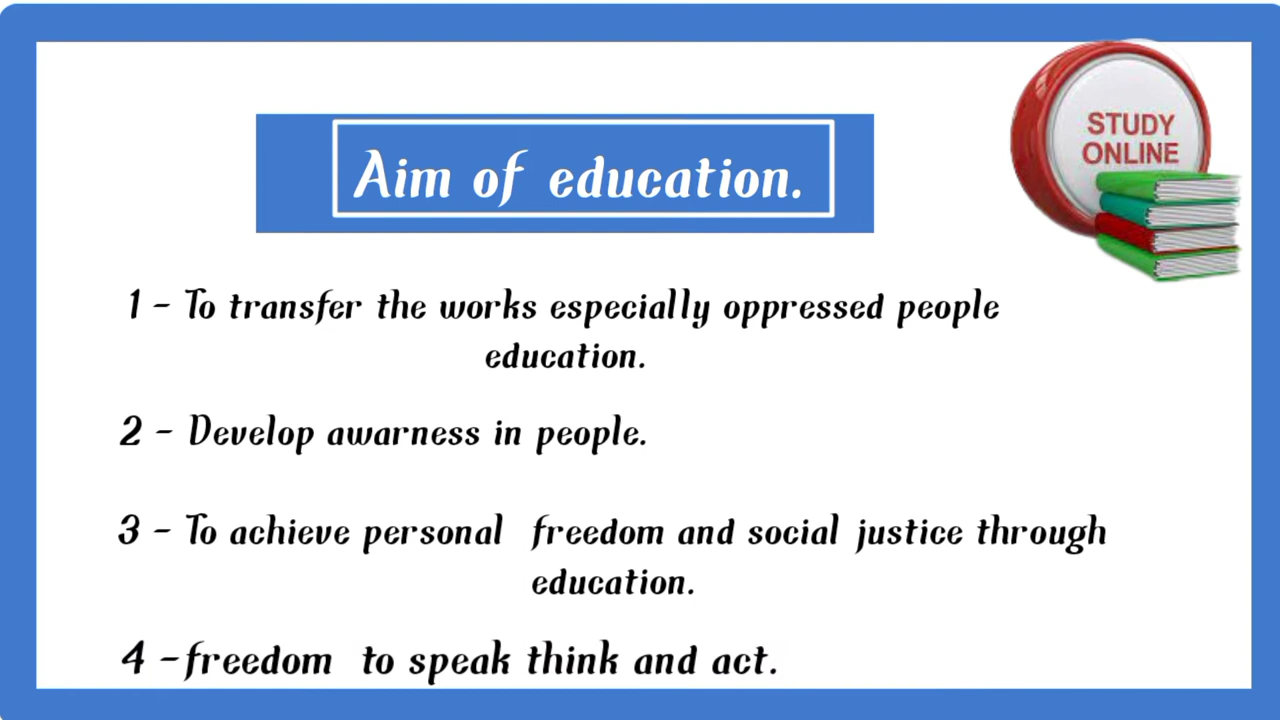 STUDY
ONLINE
Aim of education.
1 - To transfer the works especially oppressed people
education.
2 - Develop awarness in people.
3 - To achieve personal freedom and social justice through
education.
4 -freedom to speak think and act.